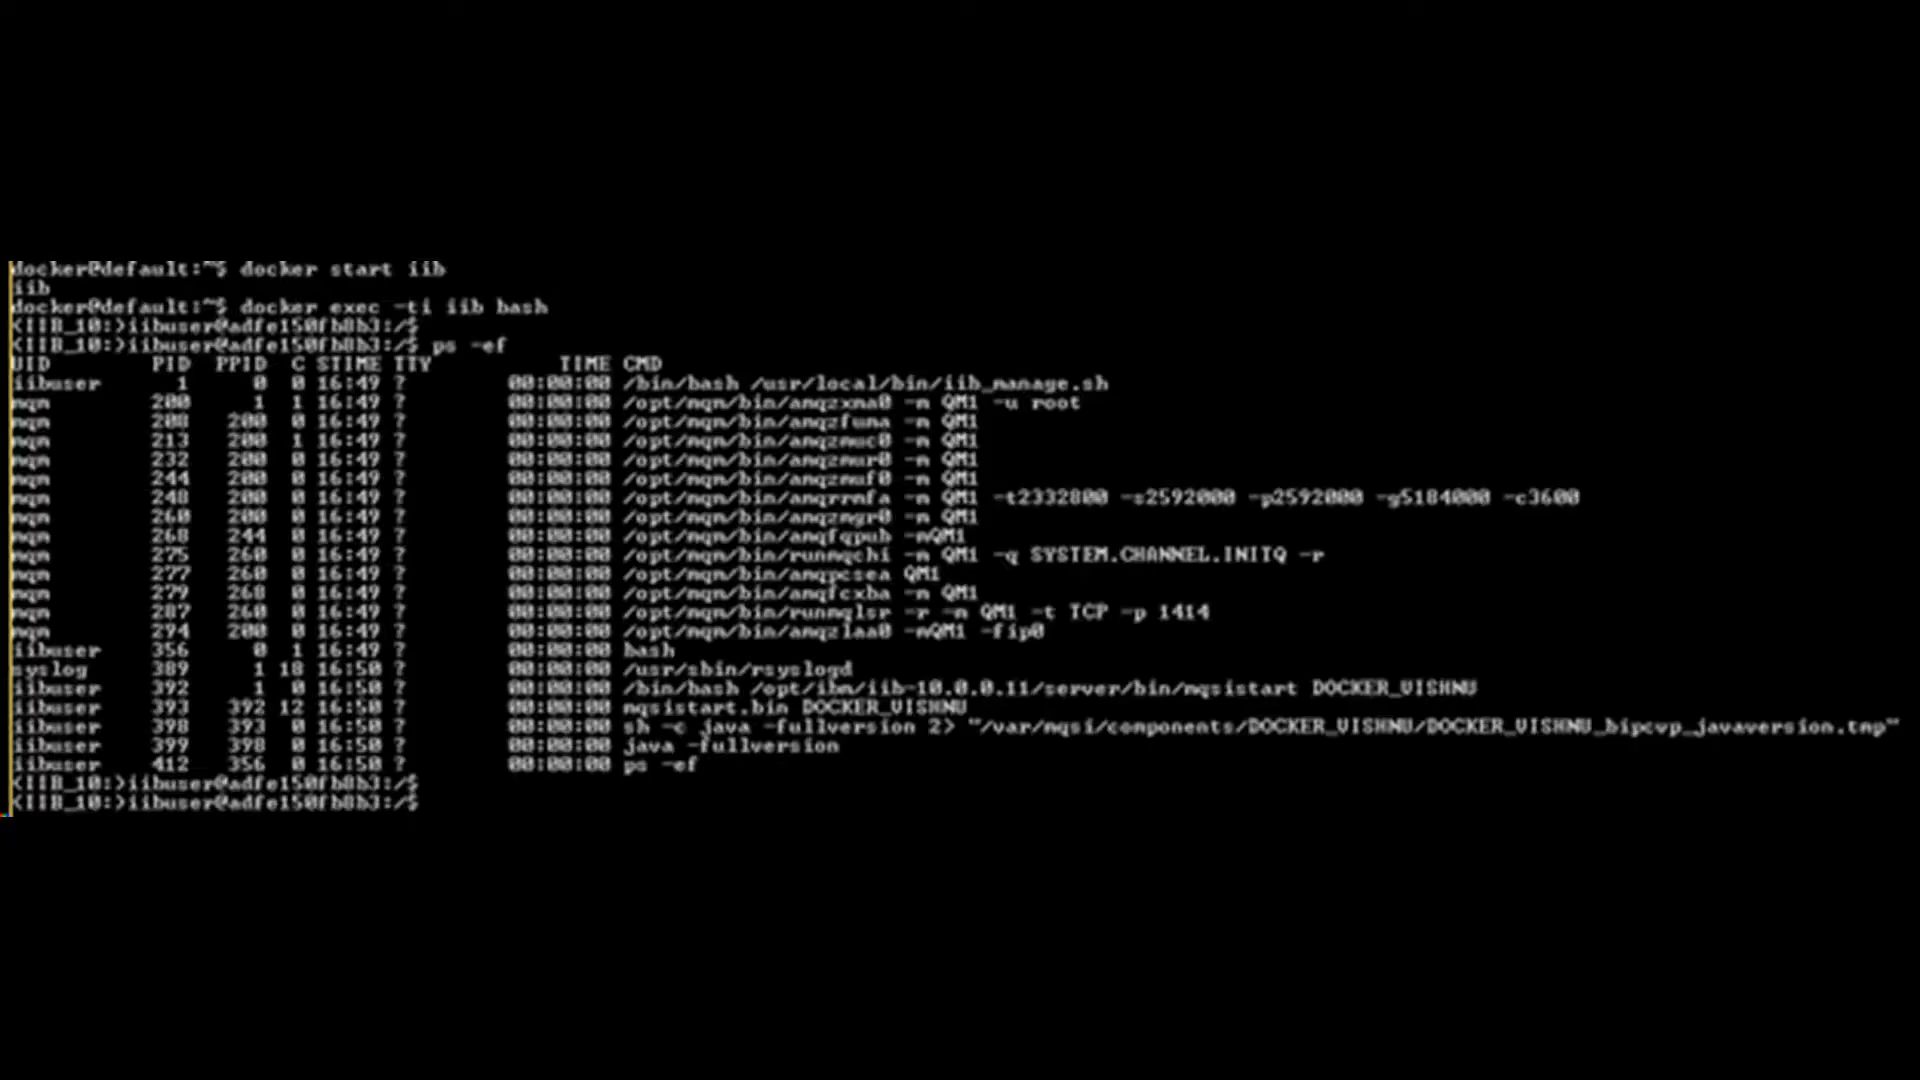 docker@default:~$ docker start iib
iib
docker@default:~$ docker exec -ti iib bash
(IIB_10:)iibuser@adfe150fb8b3:/$
(IIB_10:)iibuser@adfe150fb8b3:/$ ps -ef
UID PID PPID C STIME TTY TIME CMD
iibuser 1 0 0 16:49 ? 00:00:00 /bin/bash /usr/local/bin/iib_manage.sh
mqm 200 1 1 16:49 ? 00:00:00 /opt/mqm/bin/amqzxma0 -m QM1 -u root
mqm 208 200 0 16:49 ? 00:00:00 /opt/mqm/bin/amqzfuma -m QM1
mqm 213 200 1 16:49 ? 00:00:00 /opt/mqm/bin/amqzmuc0 -m QM1
mqm 232 200 0 16:49 ? 00:00:00 /opt/mqm/bin/amqzmur0 -m QM1
mqm 244 200 0 16:49 ? 00:00:00 /opt/mqm/bin/amqzmuf0 -m QM1
mqm 248 200 0 16:49 ? 00:00:00 /opt/mqm/bin/amqrrmfa -m QM1 -t2332800 -s2592000 -p2592000 -g5184000 -c3600
mqm 260 200 0 16:49 ? 00:00:00 /opt/mqm/bin/amqzmgr0 -m QM1
mqm 268 244 0 16:49 ? 00:00:00 /opt/mqm/bin/amqfqpub -mQM1
mqm 275 260 0 16:49 ? 00:00:00 /opt/mqm/bin/runmqchi -m QM1 -q SYSTEM.CHANNEL.INITQ -r
mqm 277 260 0 16:49 ? 00:00:00 /opt/mqm/bin/amqpcsea QM1
mqm 279 268 0 16:49 ? 00:00:00 /opt/mqm/bin/amqfcxba -m QM1
mqm 287 260 0 16:49 ? 00:00:00 /opt/mqm/bin/runmqlsr -r -m QM1 -t TCP -p 1414
mqm 294 200 0 16:49 ? 00:00:00 /opt/mqm/bin/amqzlaa0 -mQM1 -fip0
iibuser 356 0 1 16:50 ? 00:00:00 bash
syslog 389 1 18 16:50 ? 00:00:00 /usr/sbin/rsyslogd
iibuser 392 1 0 16:50 ? 00:00:00 /bin/bash /opt/ibm/iib-10.0.0.11/server/bin/mqsistart DOCKER_VISHNU
iibuser 393 392 12 16:50 ? 00:00:00 mqsistart.bin DOCKER_VISHNU
iibuser 398 393 0 16:50 ? 00:00:00 sh -c java -fullversion 2> "/var/mqsi/components/DOCKER_VISHNU/DOCKER_VISHNU_bipcvp_javaversion.tmp"
iibuser 399 398 0 16:50 ? 00:00:00 java -fullversion
iibuser 412 356 0 16:50 ? 00:00:00 ps -ef
(IIB_10:)iibuser@adfe150fb8b3:/$
(IIB_10:)iibuser@adfe150fb8b3:/$